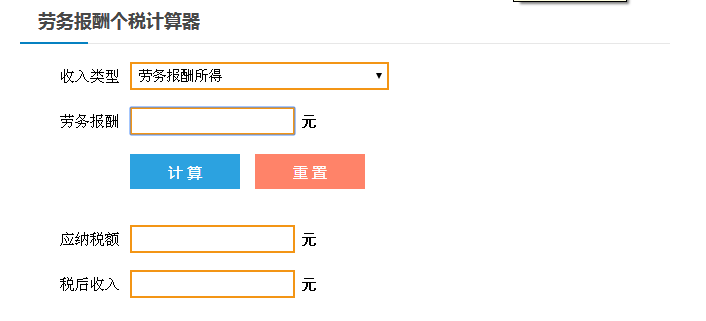 劳务报酬个税计算器
收入类型 劳务报酬所得
劳务报酬 元
计 算 重 置
应纳税额 元
税后收入 元